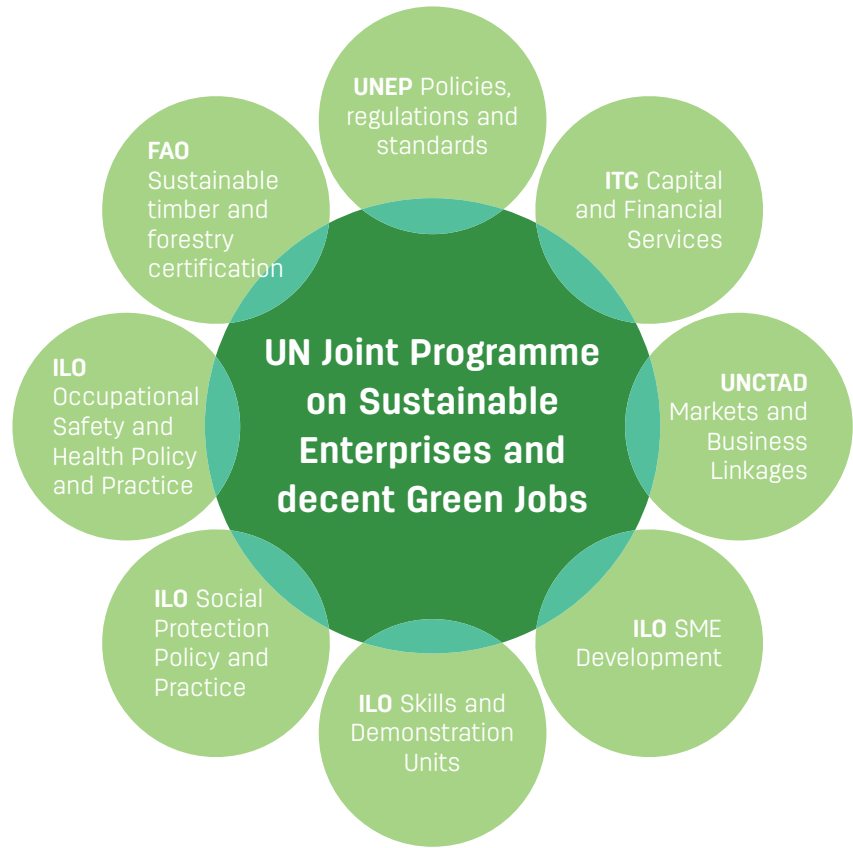 UNEP Policies,
regulations and
standards
FAO
Sustainable
timber and
forestry
certification
ITC Capital
and Financial
Services
UN Joint Programme
on Sustainable
Enterprises and
decent Green Jobs
ILO
Occupational
Safety and
Health Policy
and Practice
UNCTAD
Markets and
Business
Linkages
ILO Social
Protection
Policy and
Practice
ILO SME
Development
ILO Skills and
Demonstration
Units